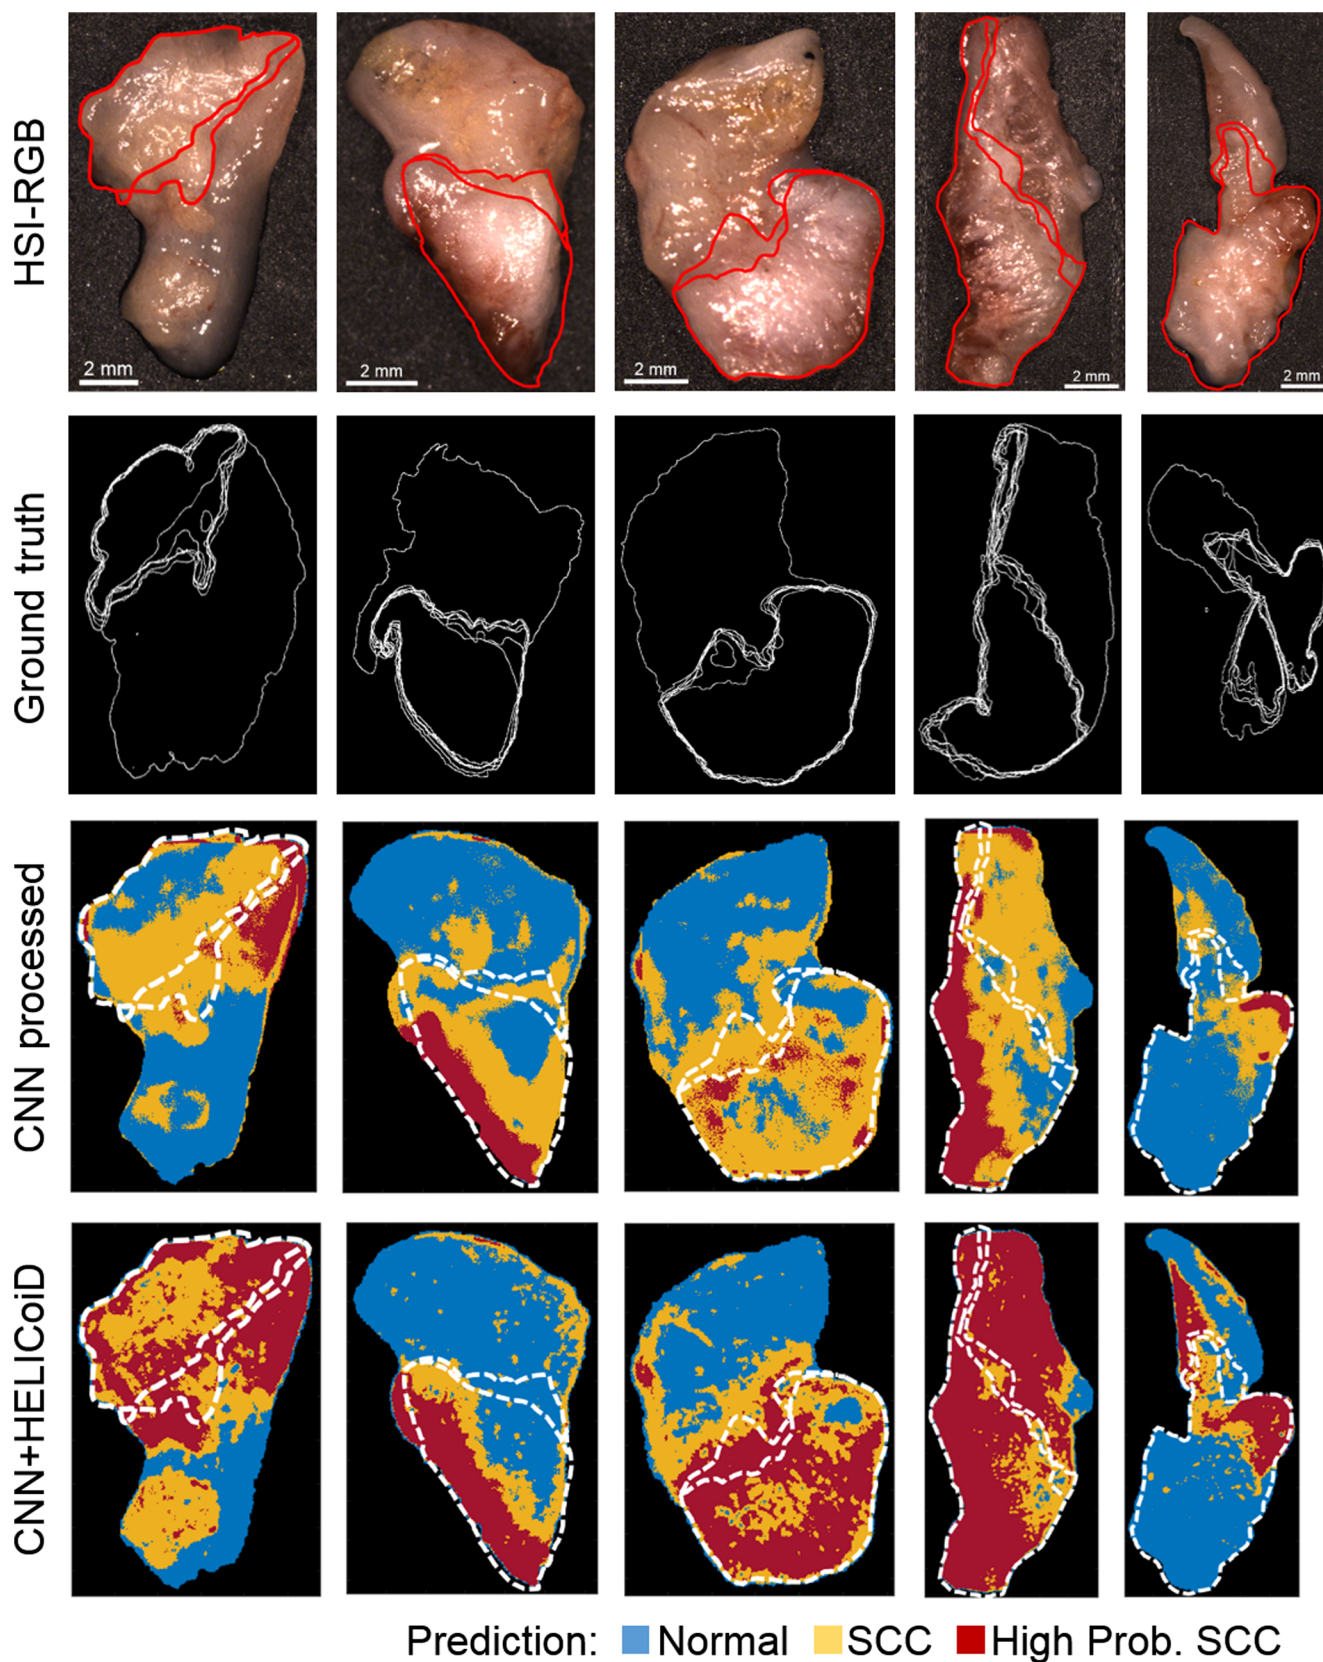 HSI-RGB
2 mm
2 mm
2 mm
2 mm
2 mm
Ground truth
CNN processed
CNN+HELICoiD
Prediction: Normal SCC High Prob. SCC